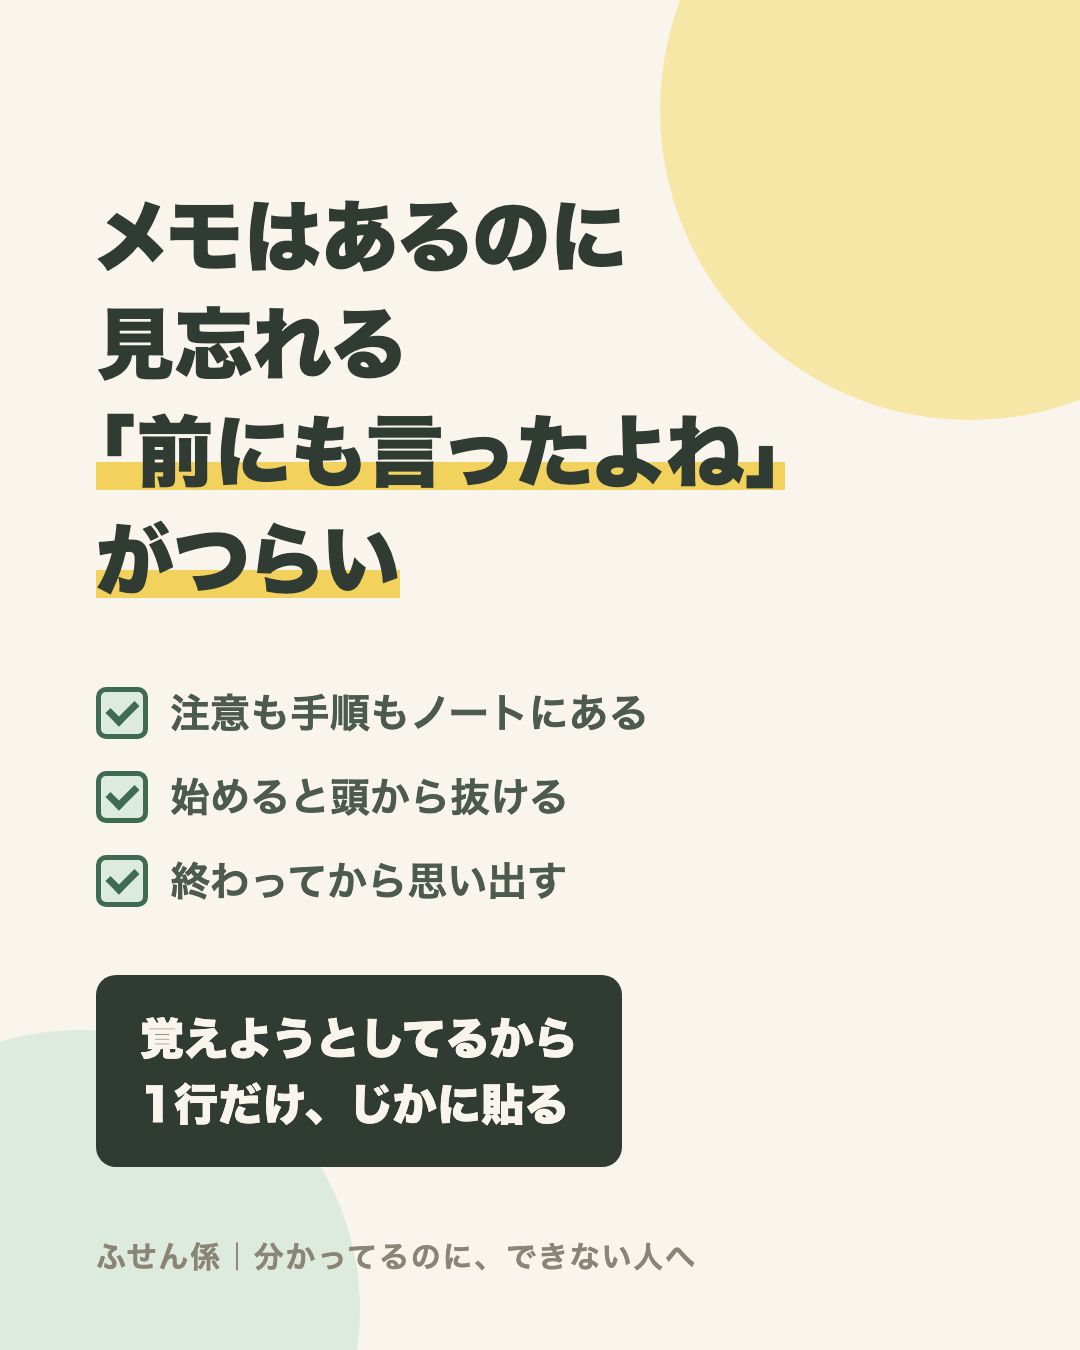 メモはあるのに
見忘れる
「前にも言ったよね」
がつらい
注意も手順もノートにある
始めると頭から抜ける
終わってから思い出す
覚えようとしてるから
1行だけ、じかに貼る
ふせん係｜分かってるのに、できない人へ